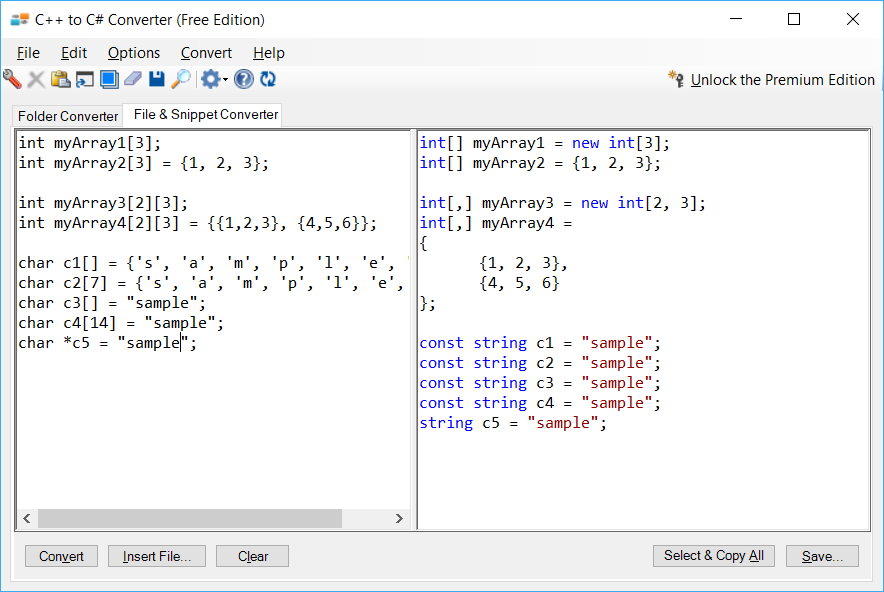 C++ to C# Converter (Free Edition)
File Edit Options Convert Help
Unlock the Premium Edition
Folder Converter File & Snippet Converter
int myArray1[3];
int myArray2[3] = {1, 2, 3};
int myArray3[2][3];
int myArray4[2][3] = {{1,2,3}, {4,5,6}};
char c1[] = {'s', 'a', 'm', 'p', 'l', 'e',
char c2[7] = {'s', 'a', 'm', 'p', 'l', 'e',
char c3[] = "sample";
char c4[14] = "sample";
char *c5 = "sample";
int[] myArray1 = new int[3];
int[] myArray2 = {1, 2, 3};
int[,] myArray3 = new int[2, 3];
int[,] myArray4 =
{
{1, 2, 3},
{4, 5, 6}
};
const string c1 = "sample";
const string c2 = "sample";
const string c3 = "sample";
const string c4 = "sample";
string c5 = "sample";
Convert Insert File... Clear Select & Copy All Save...